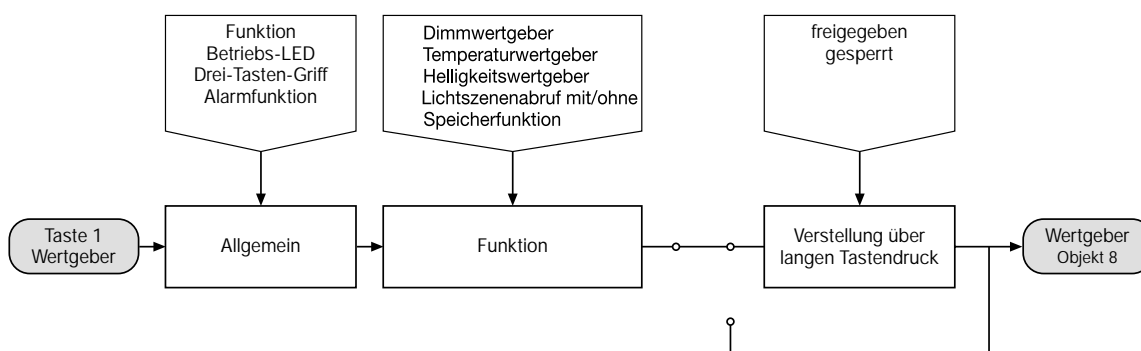 Funktion
Betriebs-LED
Drei-Tasten-Griff
Alarmfunktion
Dimmwertgeber
Temperaturwertgeber
Helligkeitswertgeber
Lichtszenenabruf mit/ohne
Speicherfunktion
freigegeben
gesperrt
Taste 1
Wertgeber
Allgemein
Funktion
Verstellung über
langen Tastendruck
Wertgeber
Objekt 8